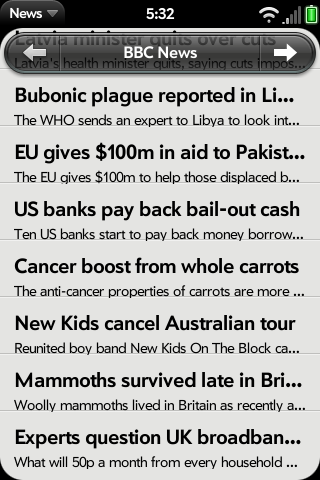 News
5:32
Latvia minister quits over cuts
BBC News
Latvia's health minister quits, saying cuts impos...
Bubonic plague reported in Li...
The WHO sends an expert to Libya to look int...
EU gives $100m in aid to Pakist...
The EU gives $100m to help those displaced b...
US banks pay back bail-out cash
Ten US banks start to pay back money borrow...
Cancer boost from whole carrots
The anti-cancer properties of carrots are more ...
New Kids cancel Australian tour
Reunited boy band New Kids On The Block ca...
Mammoths survived late in Bri...
Woolly mammoths lived in Britain as recently a...
Experts question UK broadban...
What will 50p a month from every household ...